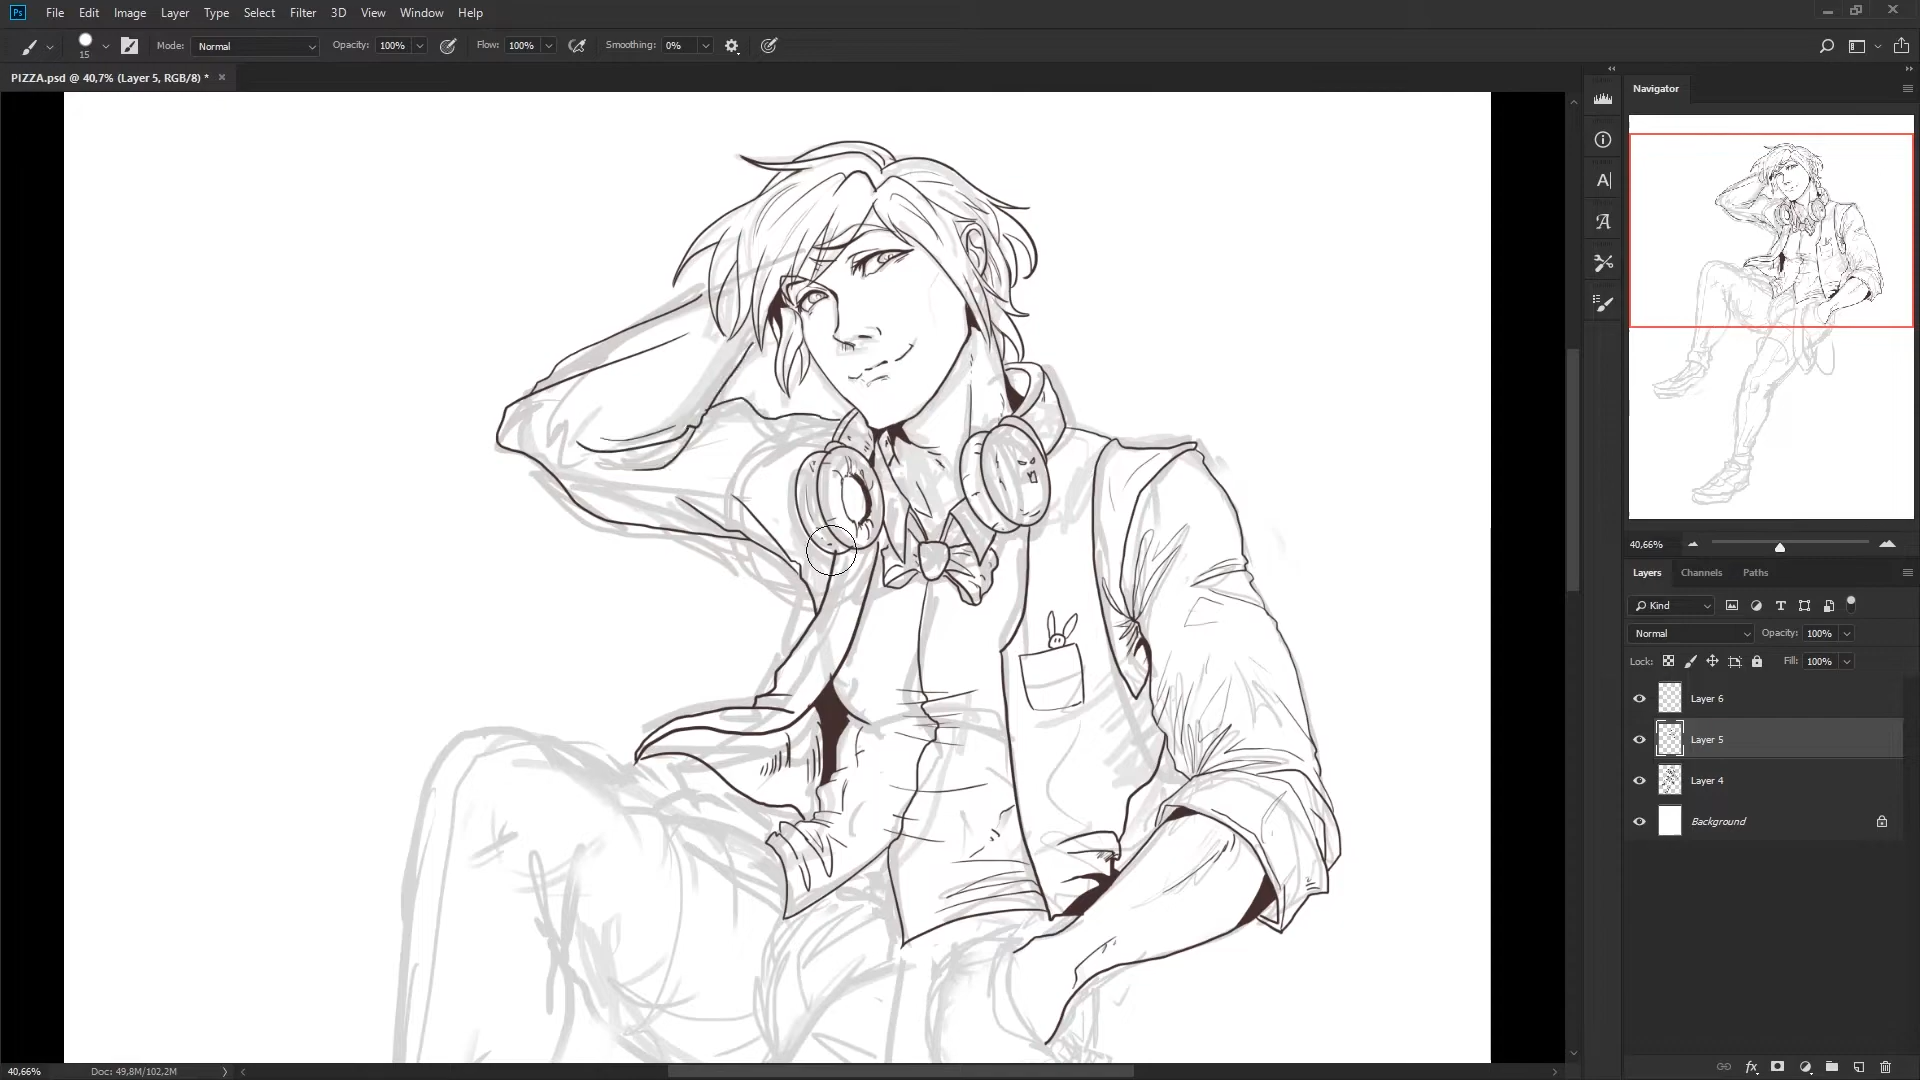 Ps File Edit Image Layer Type Select Filter 3D View Window Help
15 Mode: Normal Opacity: 100% Flow: 100% Smoothing: 0%
PIZZA.psd @ 40,7% (Layer 5, RGB/8) *
Navigator
40,66%
Layers Channels Paths
Kind
Normal Opacity: 100%
Lock: Fill: 100%
Layer 6
Layer 5
Layer 4
Background
40,66% Doc: 49,8M/102,2M